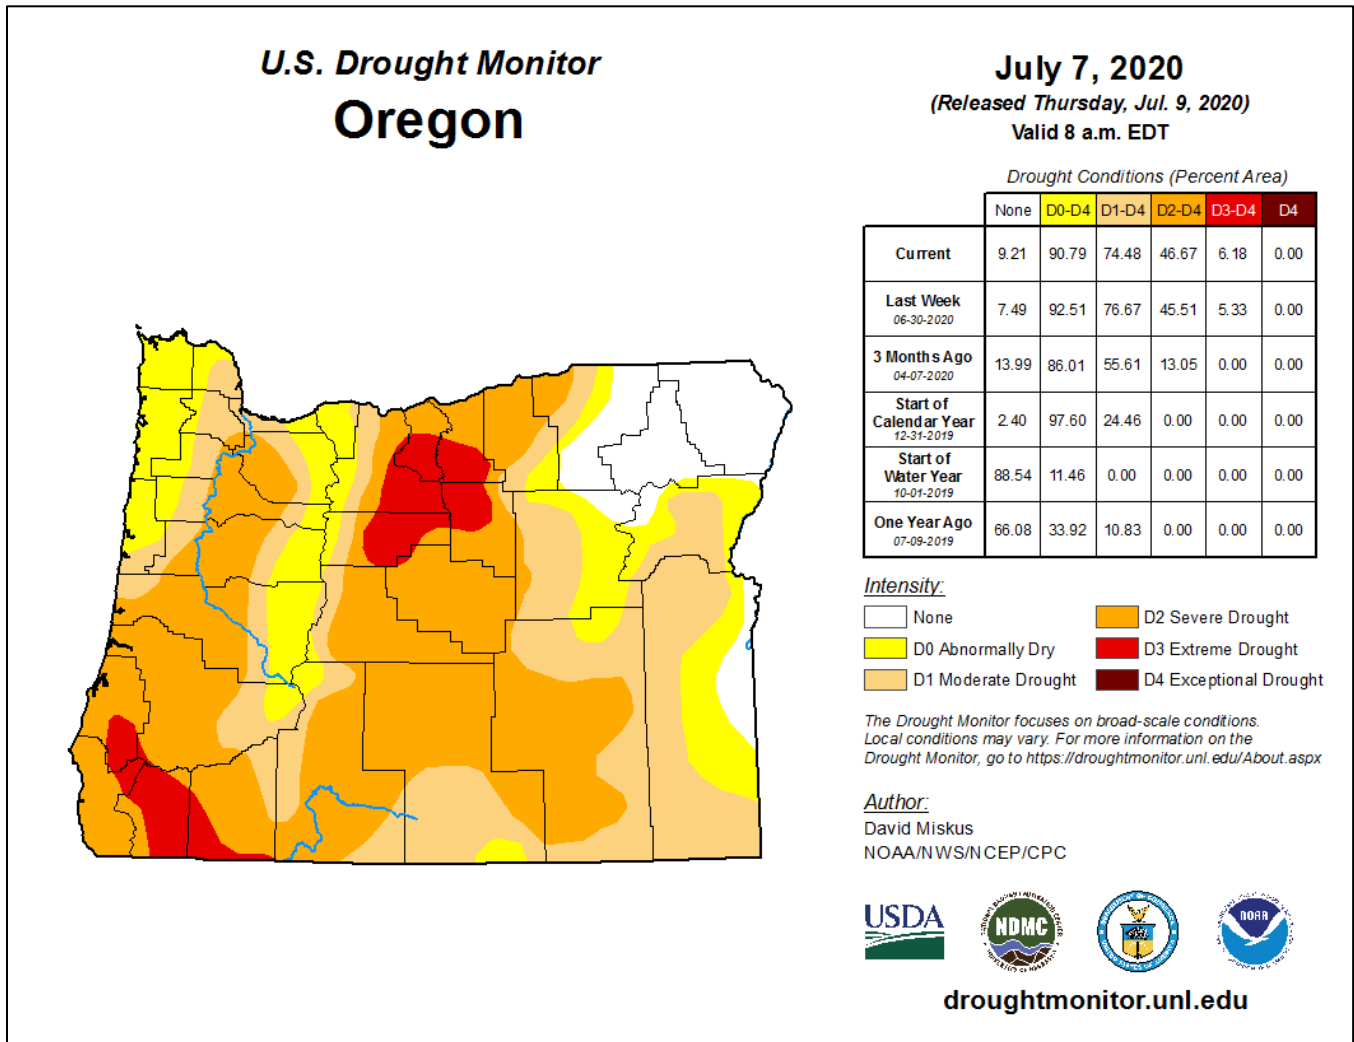 U.S. Drought Monitor
Oregon
July 7, 2020
(Released Thursday, Jul. 9, 2020)
Valid 8 a.m. EDT
Drought Conditions (Percent Area)
None D0-D4 D1-D4 D2-D4 D3-D4 D4
Current 9.21 90.79 74.48 46.67 6.18 0.00
Last Week
06-30-2020
7.49 92.51 76.67 45.51 5.33 0.00
3 Months Ago
04-07-2020
13.99 86.01 55.61 13.05 0.00 0.00
Start of
Calendar Year
12-31-2019
2.40 97.60 24.46 0.00 0.00 0.00
Start of
Water Year
10-01-2019
88.54 11.46 0.00 0.00 0.00 0.00
One Year Ago
07-09-2019
66.08 33.92 10.83 0.00 0.00 0.00
Intensity:
None
D0 Abnormally Dry
D1 Moderate Drought
D2 Severe Drought
D3 Extreme Drought
D4 Exceptional Drought
The Drought Monitor focuses on broad-scale conditions.
Local conditions may vary. For more information on the
Drought Monitor, go to https://droughtmonitor.unl.edu/About.aspx
Author:
David Miskus
NOAA/NWS/NCEP/CPC
USDA
NDMC
NOAA
droughtmonitor.unl.edu